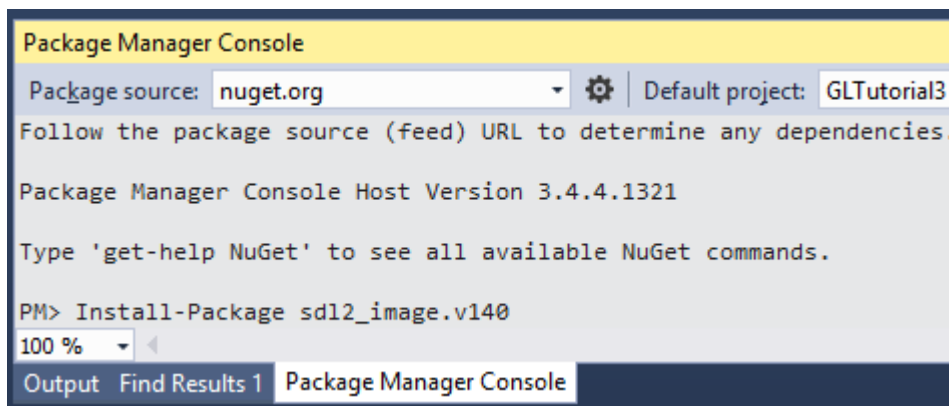 Package Manager Console
Package source: nuget.org Default project: GLTutorial3
Follow the package source (feed) URL to determine any dependencies.
Package Manager Console Host Version 3.4.4.1321
Type 'get-help NuGet' to see all available NuGet commands.
PM> Install-Package sdl2_image.v140
100 %
Output Find Results 1 Package Manager Console